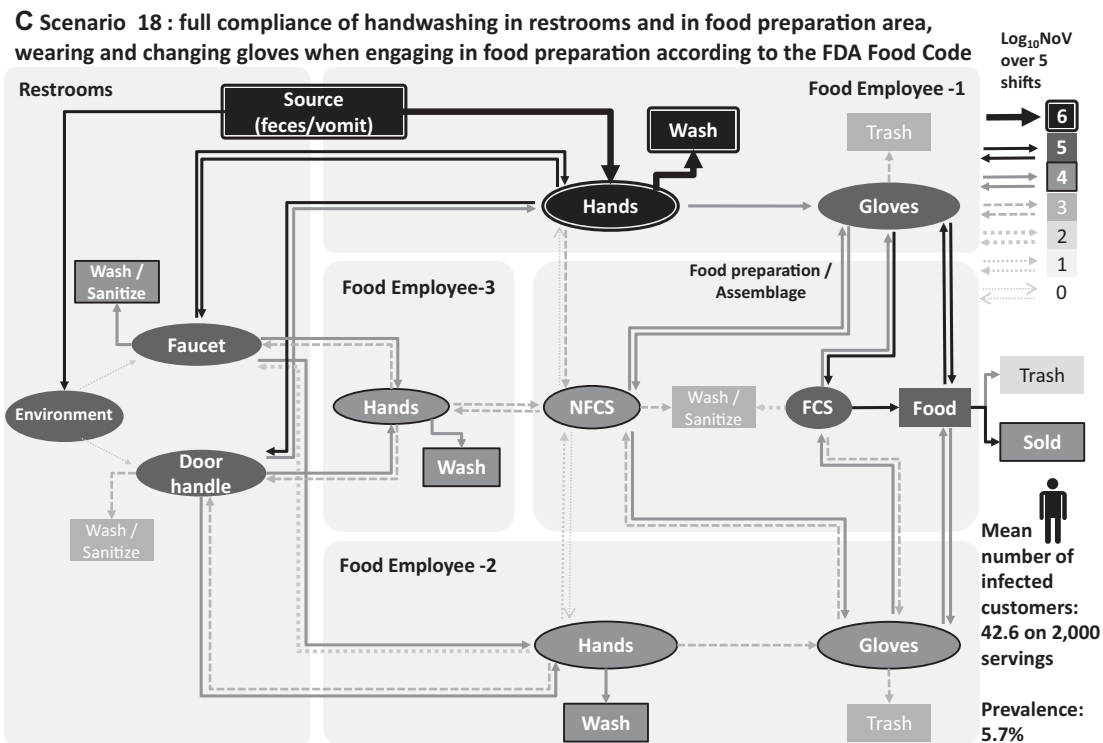 C Scenario 18 : full compliance of handwashing in restrooms and in food preparation area,
wearing and changing gloves when engaging in food preparation according to the FDA Food Code
Log10NoV
over 5
shifts
Restrooms
Source
(feces/vomit)
Food Employee -1
Wash
Trash
6
5
4
3
2
1
0
Hands
Gloves
Wash /
Sanitize
Food Employee-3
Food preparation /
Assemblage
Faucet
Environment
Hands
NFCS
Wash /
Sanitize
FCS
Food
Trash
Sold
Wash
Door
handle
Wash /
Sanitize
Mean
number of
infected
customers:
42.6 on 2,000
servings
Food Employee -2
Hands
Gloves
Wash
Trash
Prevalence:
5.7%